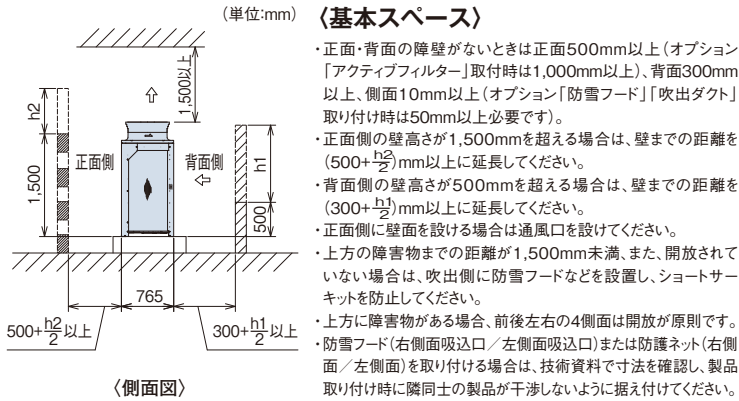 (単位:mm)
1,500以上
h2
1,500
正面側
背面側
h1
500
765
500+h2/2以上
300+h1/2以上
〈側面図〉
〈基本スペース〉
・正面・背面の障壁がないときは正面500mm以上(オプション
「アクティブフィルター」取付時は1,000mm以上)、背面300mm
以上、側面10mm以上(オプション「防雪フード」「吹出ダクト」
取り付け時は50mm以上必要です)。
・正面側の壁高さが1,500mmを超える場合は、壁までの距離を
(500+h2/2)mm以上に延長してください。
・背面側の壁高さが500mmを超える場合は、壁までの距離を
(300+h1/2)mm以上に延長してください。
・正面側に壁面を設ける場合は通風口を設けてください。
・上方の障害物までの距離が1,500mm未満、また、開放されて
いない場合は、吹出側に防雪フードなどを設置し、ショートサー
キットを防止してください。
・上方に障害物がある場合、前後左右の4側面は開放が原則です。
・防雪フード(右側面吸込口/左側面吸込口)または防護ネット(右側
面/左側面)を取り付ける場合は、技術資料で寸法を確認し、製品
取り付け時に隣同士の製品が干渉しないように据え付けてください。